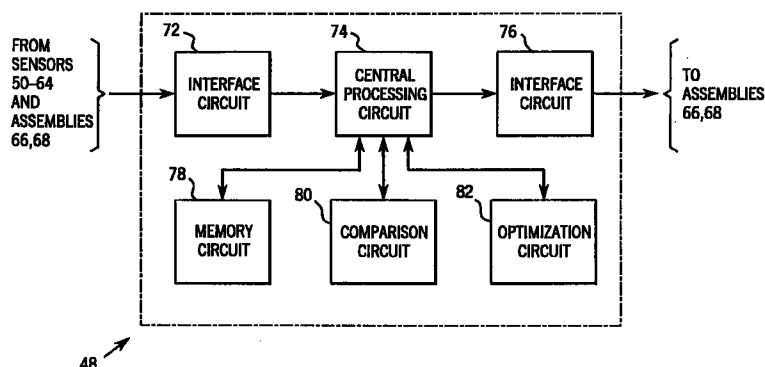 FROM
SENSORS
50–64
AND
ASSEMBLIES
66,68
72
INTERFACE
CIRCUIT
74
CENTRAL
PROCESSING
CIRCUIT
76
INTERFACE
CIRCUIT
TO
ASSEMBLIES
66,68
78
MEMORY
CIRCUIT
80
COMPARISON
CIRCUIT
82
OPTIMIZATION
CIRCUIT
48